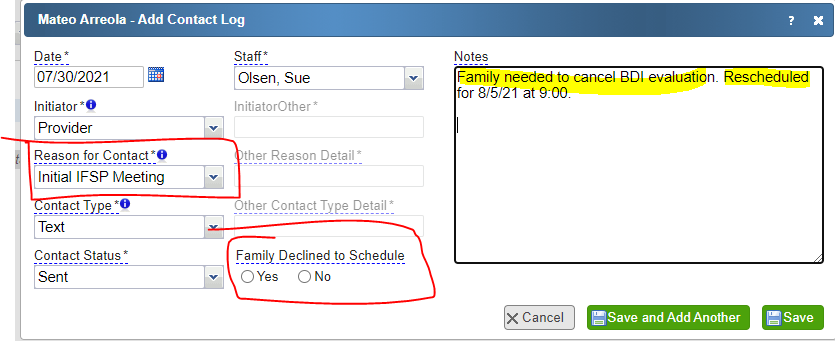 Mateo Arreola - Add Contact Log
?
Date*
Staff*
Notes
07/30/2021
Olsen, Sue
Family needed to cancel BDI evaluation. Rescheduled
for 8/5/21 at 9:00.
Initiator*
InitiatorOther*
Provider
Reason for Contact*
Other Reason Detail*
Initial IFSP Meeting
Contact Type*
Other Contact Type Detail*
Text
Contact Status*
Family Declined to Schedule
Sent
Yes No
Cancel
Save and Add Another
Save